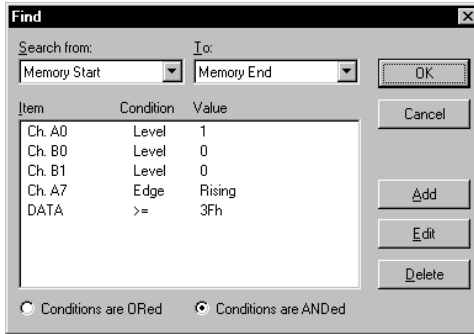 Find
Search from: To:
Memory Start Memory End OK
Item Condition Value Cancel
Ch. A0 Level 1
Ch. B0 Level 0
Ch. B1 Level 0
Ch. A7 Edge Rising Add
DATA >= 3Fh
Edit
Delete
Conditions are ORed Conditions are ANDed